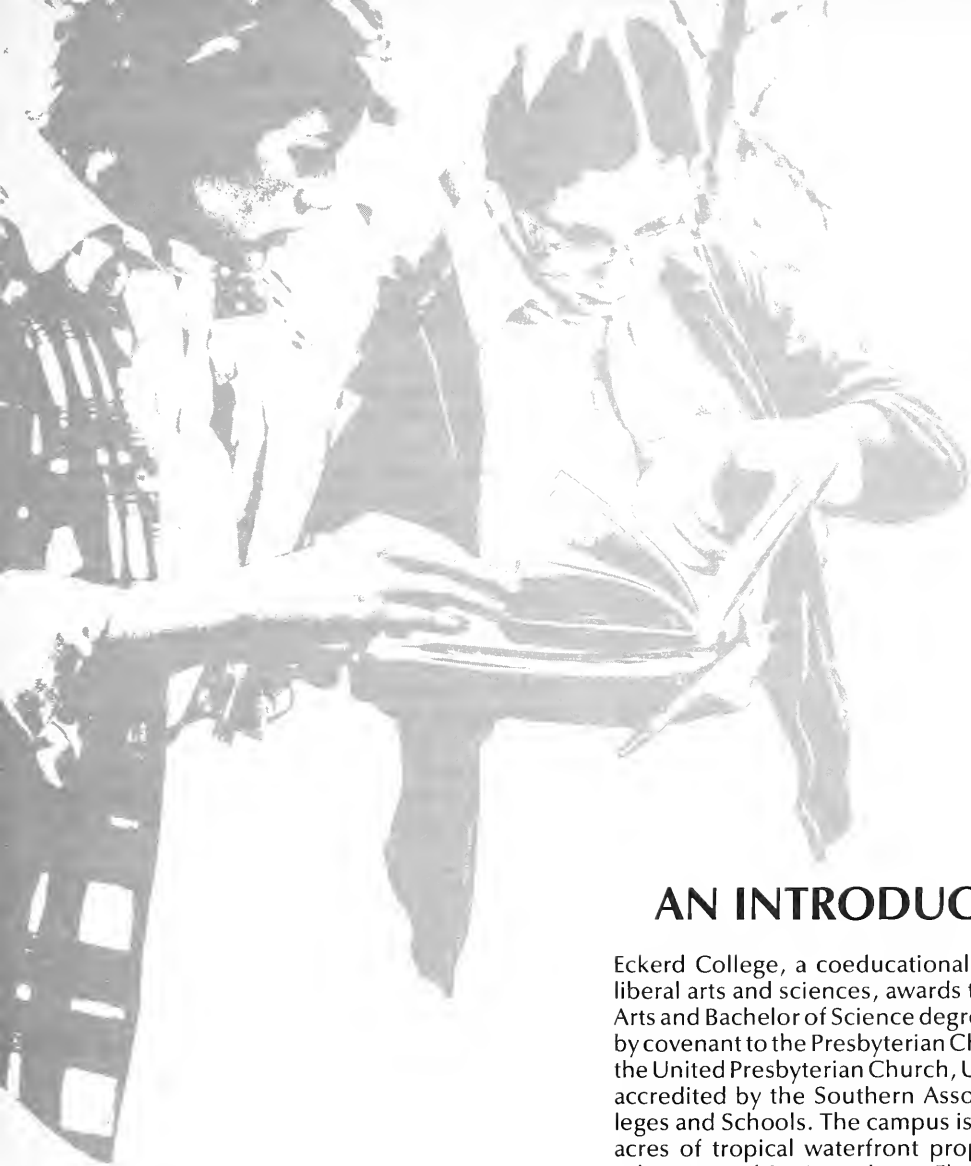 AN INTRODUC
Eckerd College, a coeducational
liberal arts and sciences, awards t
Arts and Bachelor of Science degre
by covenant to the Presbyterian Ch
the United Presbyterian Church, U
accredited by the Southern Asso
leges and Schools. The campus is
acres of tropical waterfront prop